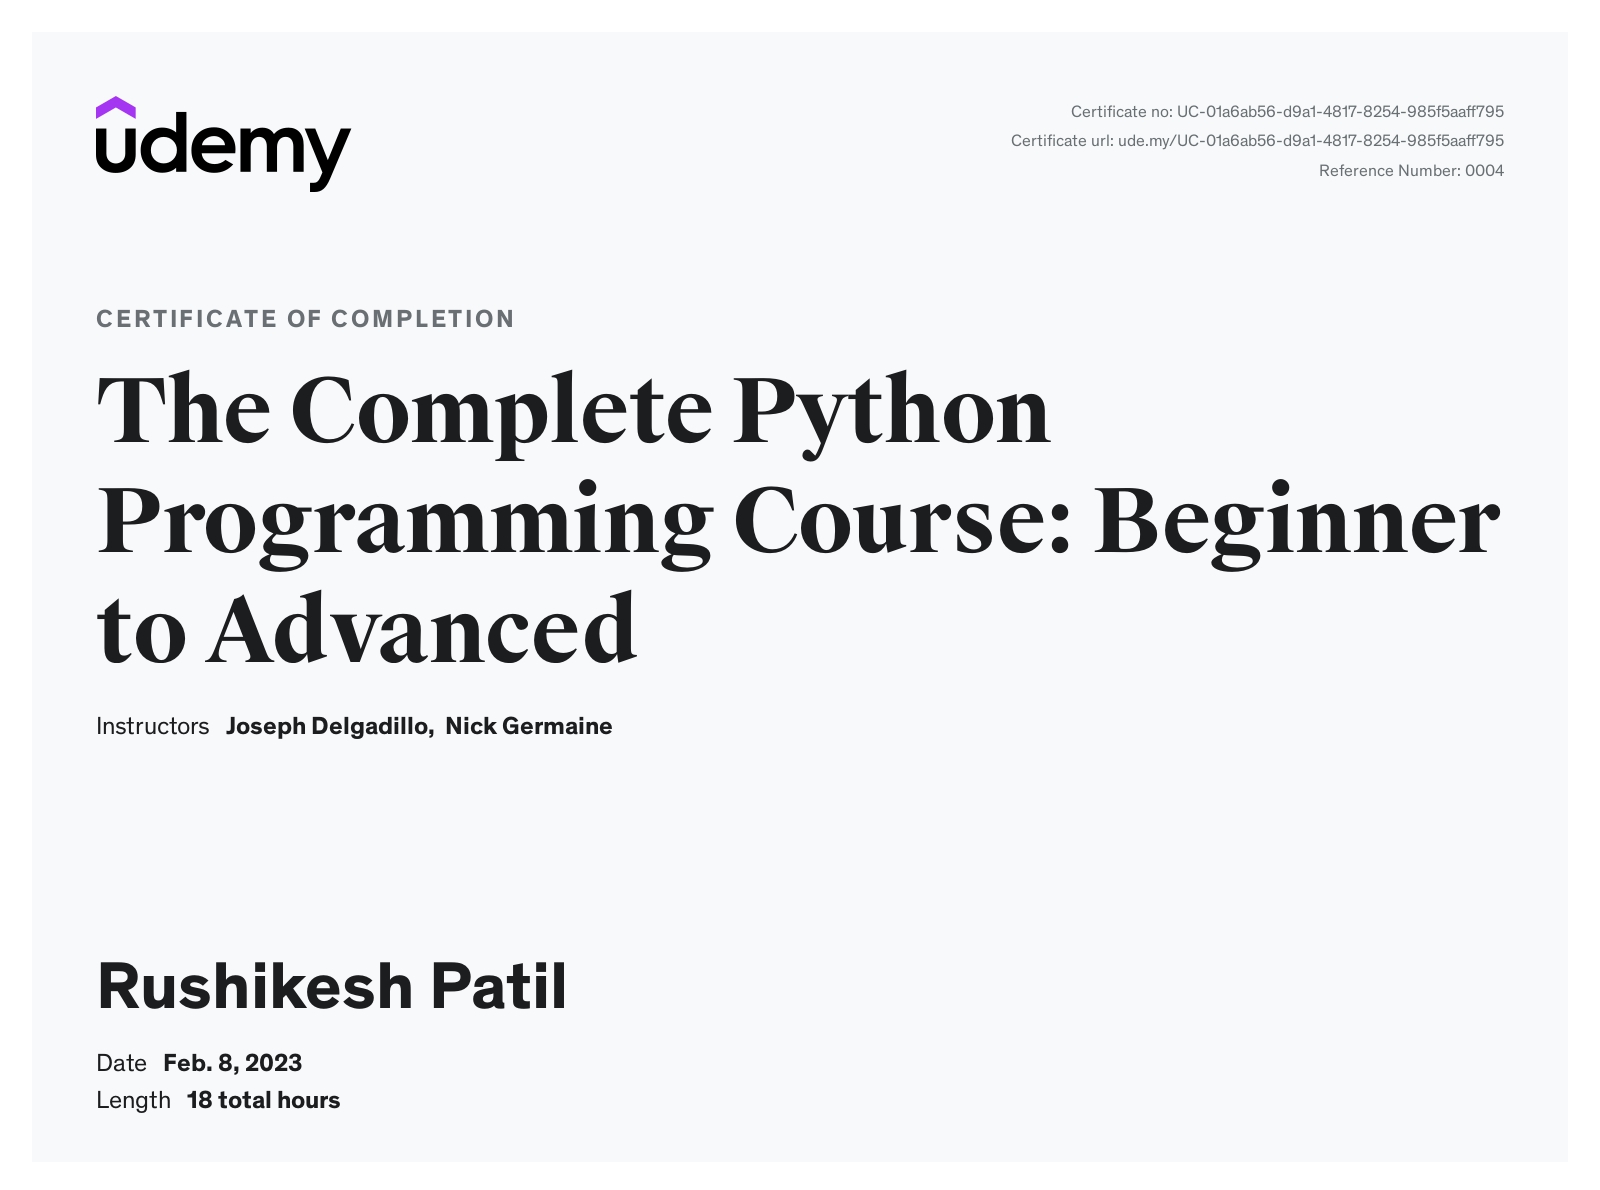 udemy
Certificate no: UC-01a6ab56-d9a1-4817-8254-985f5aaff795
Certificate url: ude.my/UC-01a6ab56-d9a1-4817-8254-985f5aaff795
Reference Number: 0004
CERTIFICATE OF COMPLETION
The Complete Python
Programming Course: Beginner
to Advanced
Instructors Joseph Delgadillo, Nick Germaine
Rushikesh Patil
Date Feb. 8, 2023
Length 18 total hours